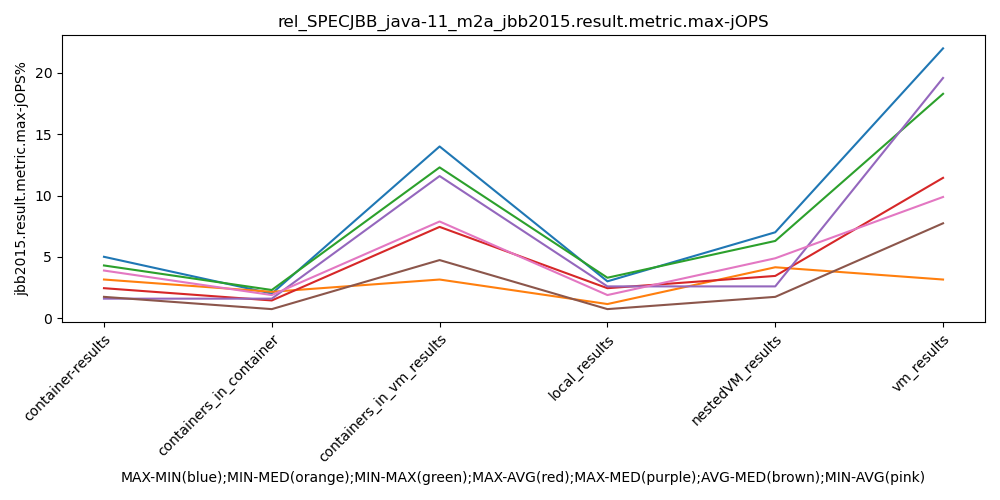 rel_SPECJBB_java-11_m2a_jbb2015.result.metric.max-jOPS
jbb2015.result.metric.max-jOPS%
20
15
10
5
0
container-results
containers_in_container
containers_in_vm_results
local_results
nestedVM_results
vm_results
MAX-MIN(blue);MIN-MED(orange);MIN-MAX(green);MAX-AVG(red);MAX-MED(purple);AVG-MED(brown);MIN-AVG(pink)